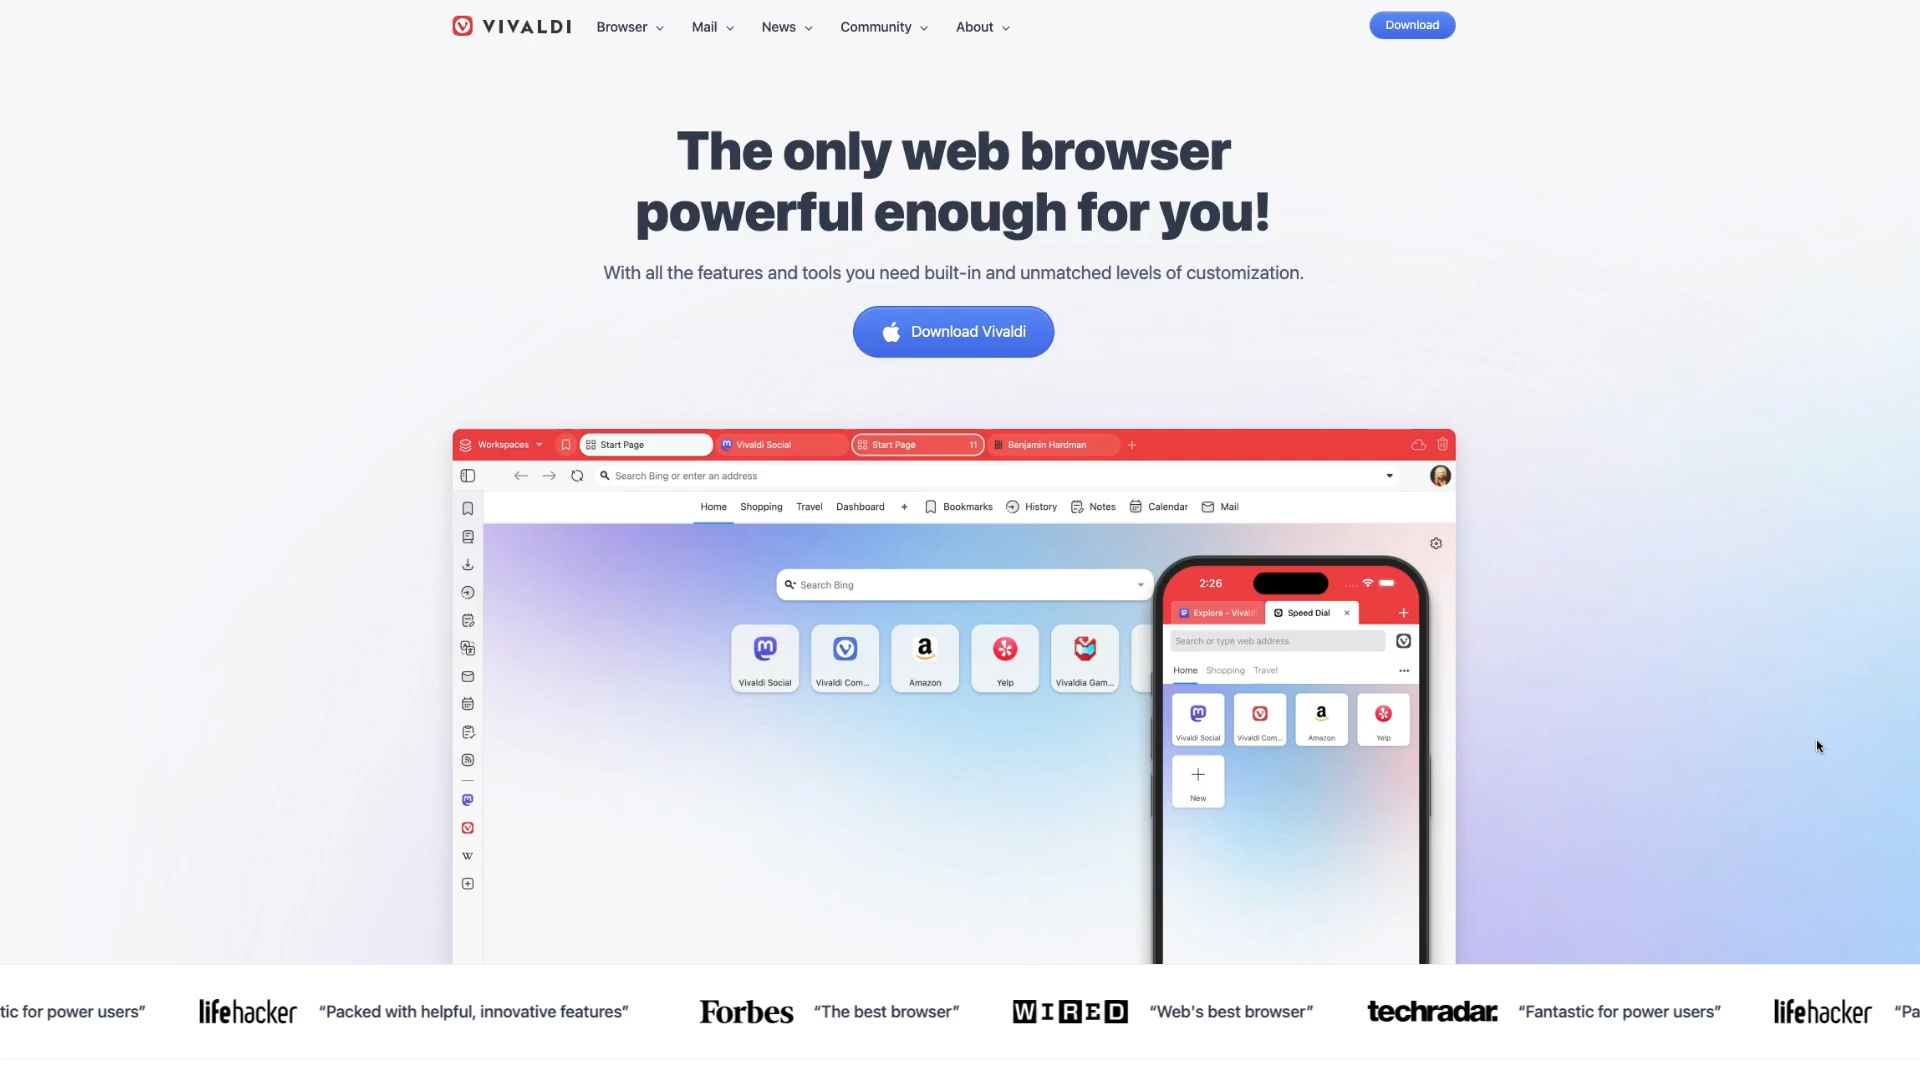 VIVALDI Browser Mail News Community About Download
The only web browser
powerful enough for you!
With all the features and tools you need built-in and unmatched levels of customization.
Download Vivaldi
Workspaces Start Page Vivaldi Social Start Page 11 Benjamin Hardman
Search Bing or enter an address
Home Shopping Travel Dashboard + Bookmarks History Notes Calendar Mail
Search Bing
Vivaldi Social Vivaldi Com... Amazon Yelp Vivaldia Gam...
2:26
Explore - Vivaldi Speed Dial
Search or type web address
Home Shopping Travel
Vivaldi Social Vivaldi Com... Amazon Yelp
New
W
tic for power users” lifehacker “Packed with helpful, innovative features” Forbes “The best browser” WIRED “Web's best browser” techradar. “Fantastic for power users” lifehacker “Pa